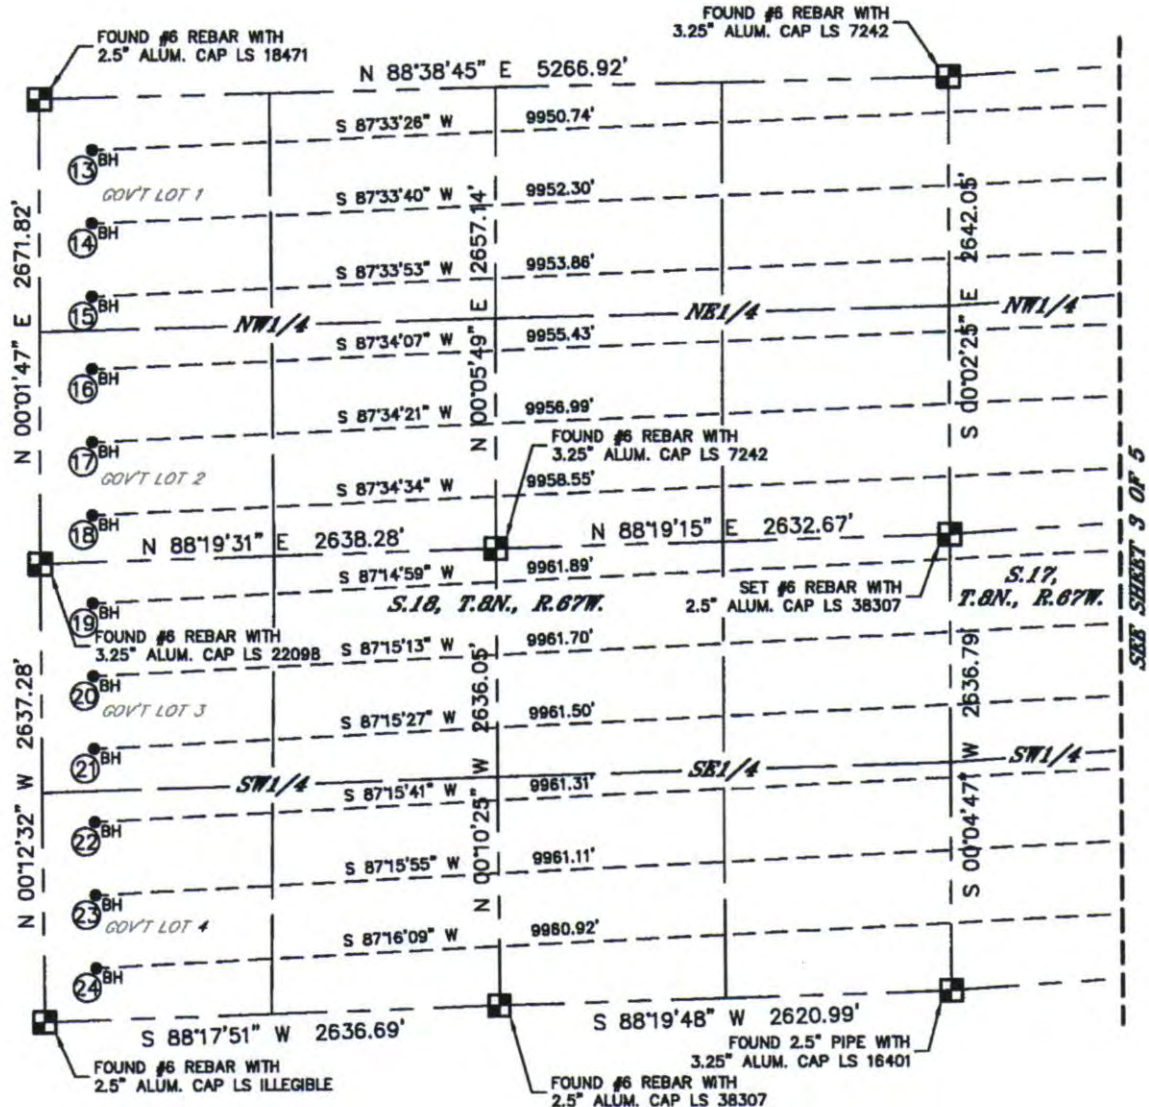 FOUND #6 REBAR WITH
2.5" ALUM. CAP LS 18471
FOUND #6 REBAR WITH
3.25" ALUM. CAP LS 7242
N 88°38'45" E 5266.92'
S 87°33'26" W 9950.74'
13 BH
GOV'T LOT 1
S 87°33'40" W 9952.30'
14 BH
S 87°33'53" W 9953.86'
15 BH
N 00°01'47" E 2671.82'
N 00°05'49" E 2657.14'
S 00°02'25" E 2642.05'
NW1/4
NE1/4
NW1/4
S 87°34'07" W 9955.43'
16 BH
S 87°34'21" W 9956.99'
17 BH
GOV'T LOT 2
FOUND #6 REBAR WITH
3.25" ALUM. CAP LS 7242
S 87°34'34" W 9958.55'
18 BH
N 88°19'31" E 2638.28'
N 88°19'15" E 2632.67'
S 87°14'59" W 9961.89'
19 BH
S.18, T.8N., R.67W.
SET #6 REBAR WITH
2.5" ALUM. CAP LS 38307
S.17,
T.8N., R.67W.
SEE SHEET 3 OF 5
FOUND #6 REBAR WITH
3.25" ALUM. CAP LS 22098
S 87°15'13" W 9961.70'
20 BH
GOV'T LOT 3
S 87°15'27" W 9961.50'
21 BH
N 00°12'32" W 2637.28'
N 00°10'25" W 2636.05'
S 00°04'47" W 2636.79'
SW1/4
SE1/4
SW1/4
S 87°15'41" W 9961.31'
22 BH
S 87°15'55" W 9961.11'
23 BH
GOV'T LOT 4
S 87°16'09" W 9960.92'
24 BH
S 88°17'51" W 2636.69'
S 88°19'48" W 2620.99'
FOUND #6 REBAR WITH
2.5" ALUM. CAP LS ILLEGIBLE
FOUND 2.5" PIPE WITH
3.25" ALUM. CAP LS 16401
FOUND #6 REBAR WITH
2.5" ALUM. CAP LS 38307